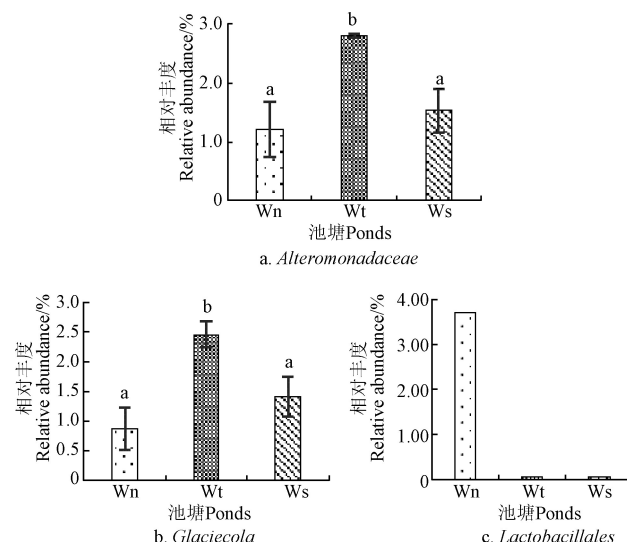 相对丰度
Relative abundance/%
3.0
2.0
1.0
0
a
b
a
Wn Wt Ws
池塘Ponds
a. Alteromonadaceae
相对丰度
Relative abundance/%
3.0
2.5
2.0
1.5
1.0
0.5
0
a
b
a
Wn Wt Ws
池塘Ponds
b. Glaciecola
相对丰度
Relative abundance/%
4.00
3.00
2.00
1.00
0
Wn Wt Ws
池塘Ponds
c. Lactobacillales